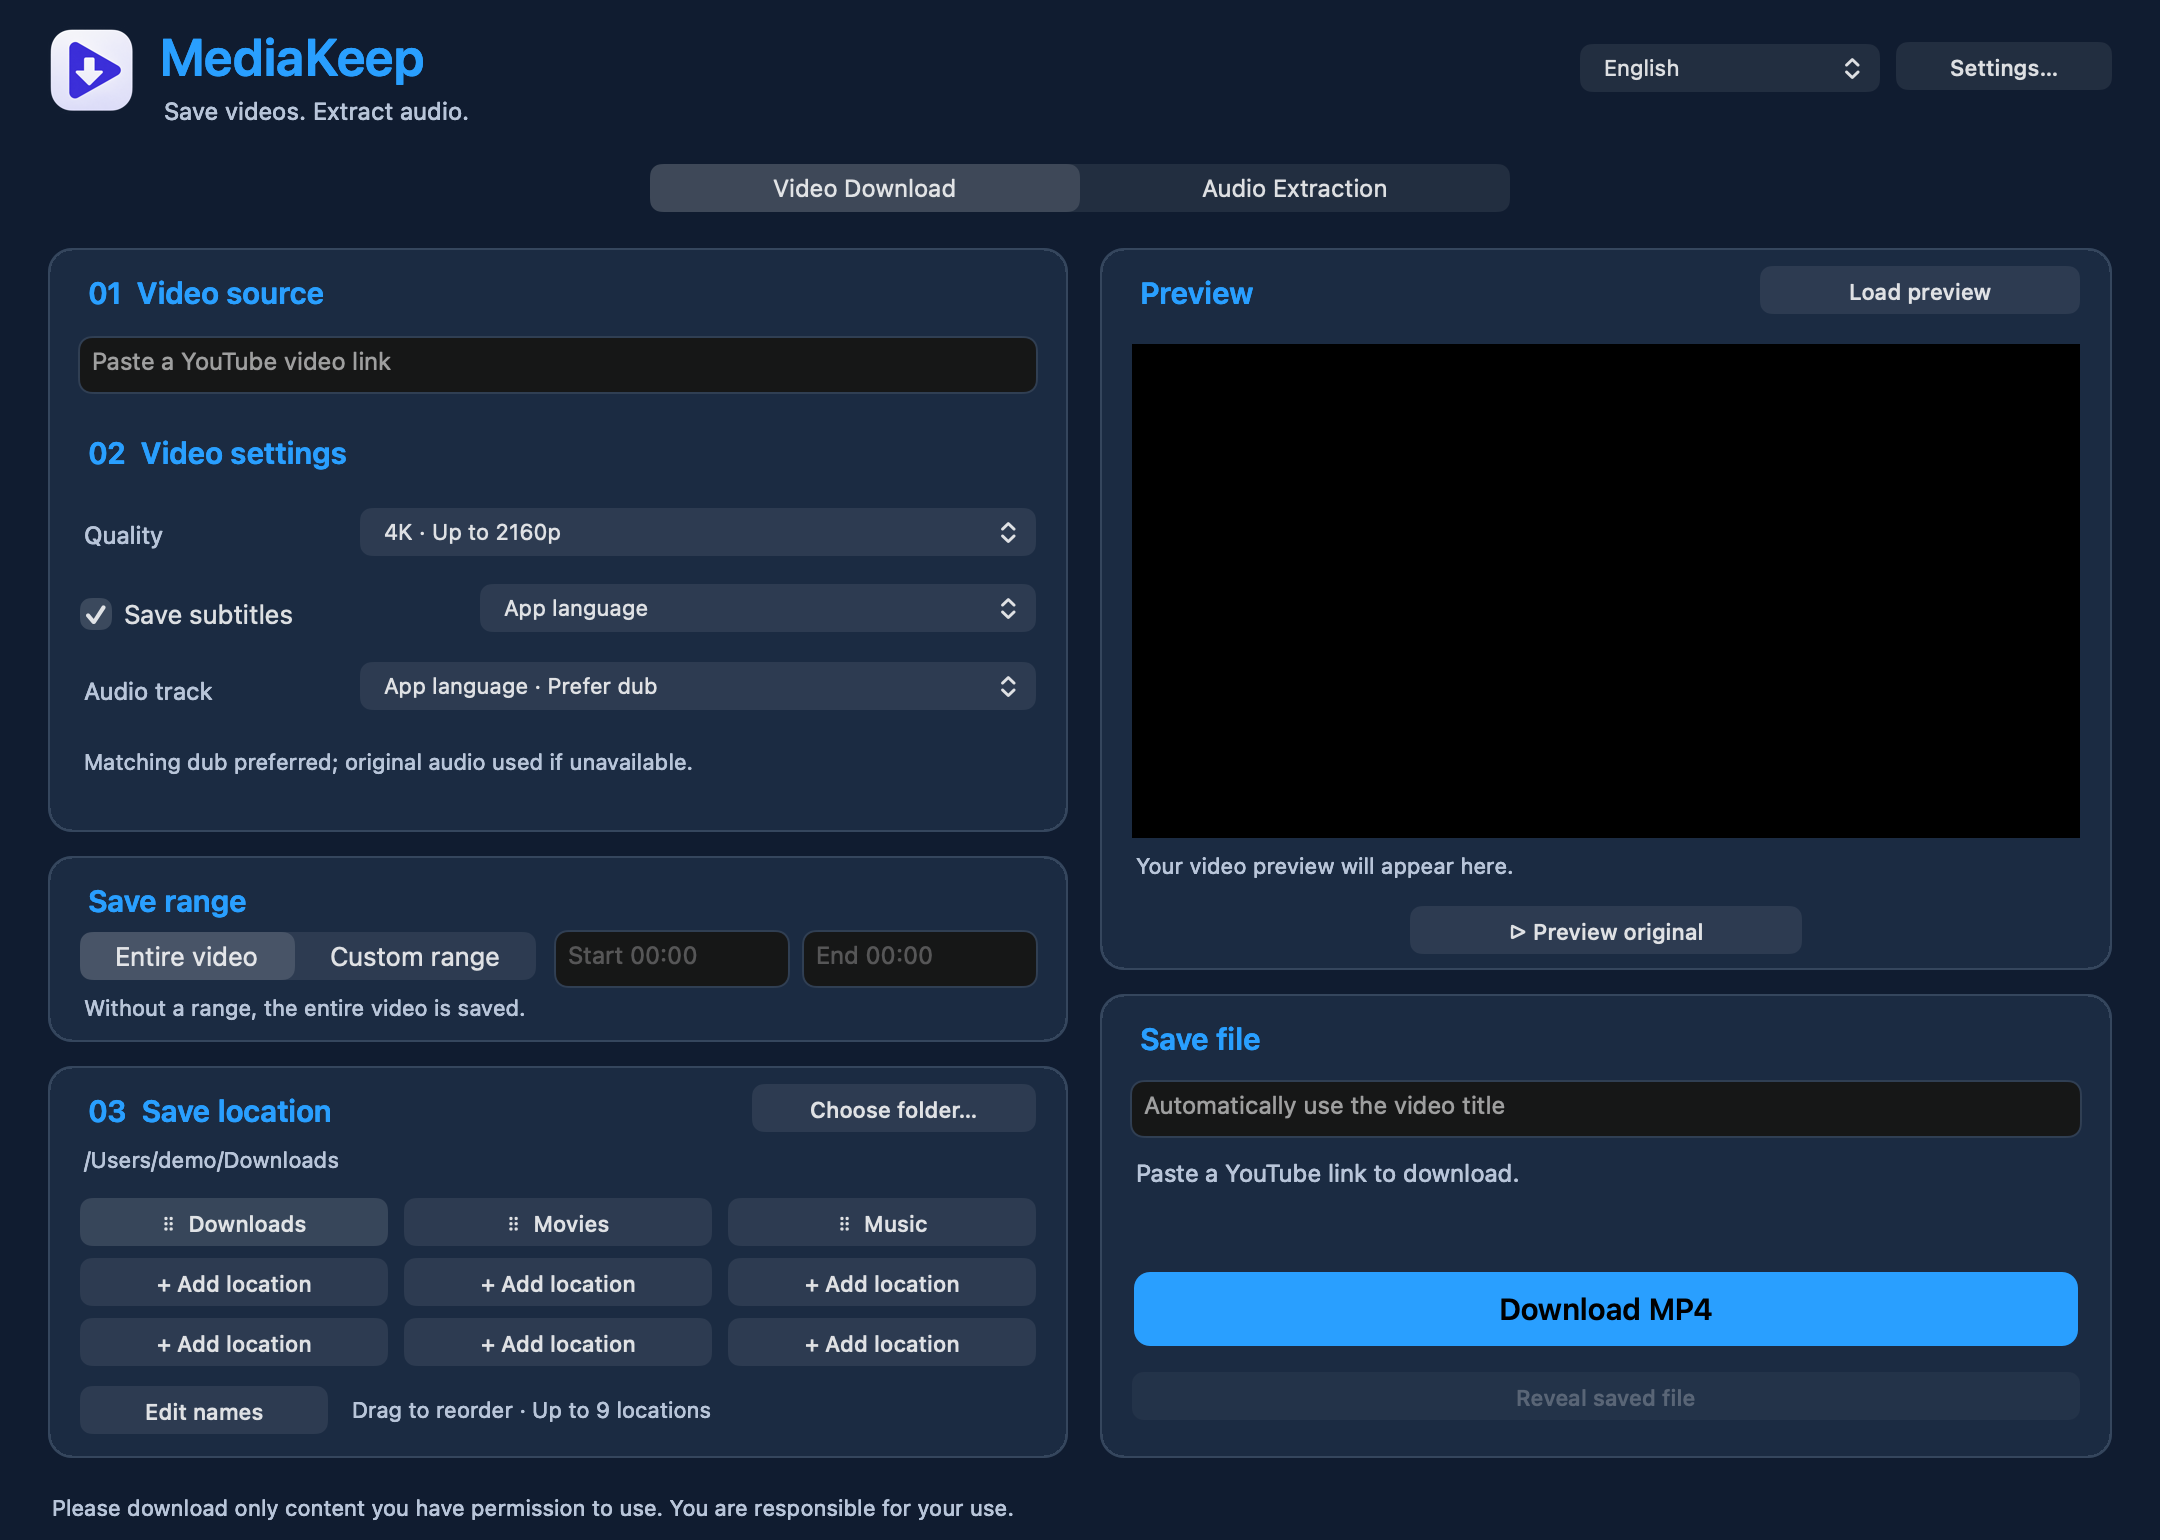 MediaKeep
Save videos. Extract audio.
English
Settings...
Video Download
Audio Extraction
01 Video source
Paste a YouTube video link
02 Video settings
Quality
4K · Up to 2160p
Save subtitles
App language
Audio track
App language · Prefer dub
Matching dub preferred; original audio used if unavailable.
Save range
Entire video
Custom range
Start 00:00
End 00:00
Without a range, the entire video is saved.
03 Save location
Choose folder...
/Users/demo/Downloads
Downloads
Movies
Music
+ Add location
+ Add location
+ Add location
+ Add location
+ Add location
+ Add location
Edit names
Drag to reorder · Up to 9 locations
Preview
Load preview
Your video preview will appear here.
Preview original
Save file
Automatically use the video title
Paste a YouTube link to download.
Download MP4
Reveal saved file
Please download only content you have permission to use. You are responsible for your use.